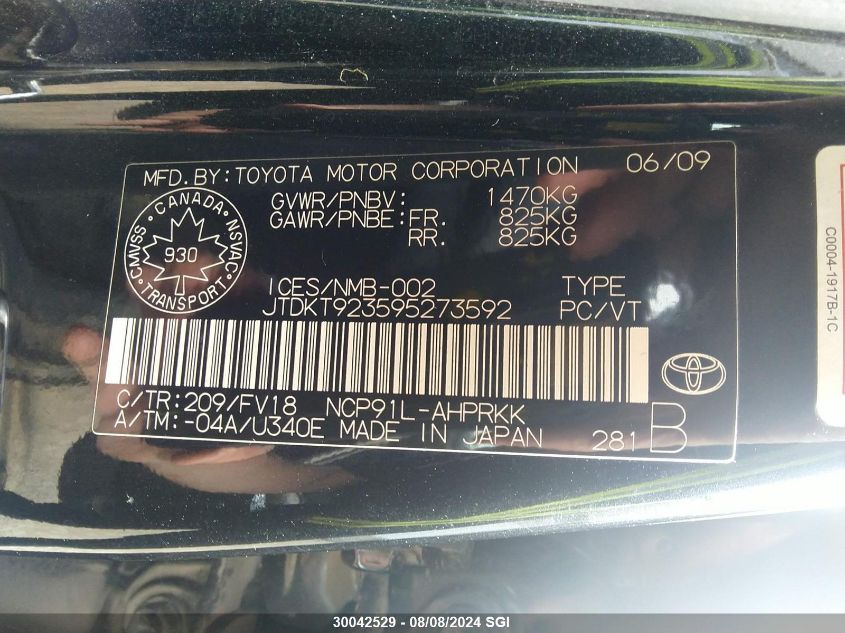 MFD.BY:TOYOTA MOTOR CORPORATION 06/09
GVWR/PNBV: 1470KG
GAWR/PNBE:FR. 825KG
RR. 825KG
CANADA
CMVSS
NSVAC
930
TRANSPORT
ICES/NMB-002 TYPE
JTDKT923595273592 PC/VT
C/TR:209/FV18 NCP91L-AHPRKK
A/TM:-04A/U340E MADE IN JAPAN 281 B
C0004-1917B-1C
30042529 - 08/08/2024 SGI